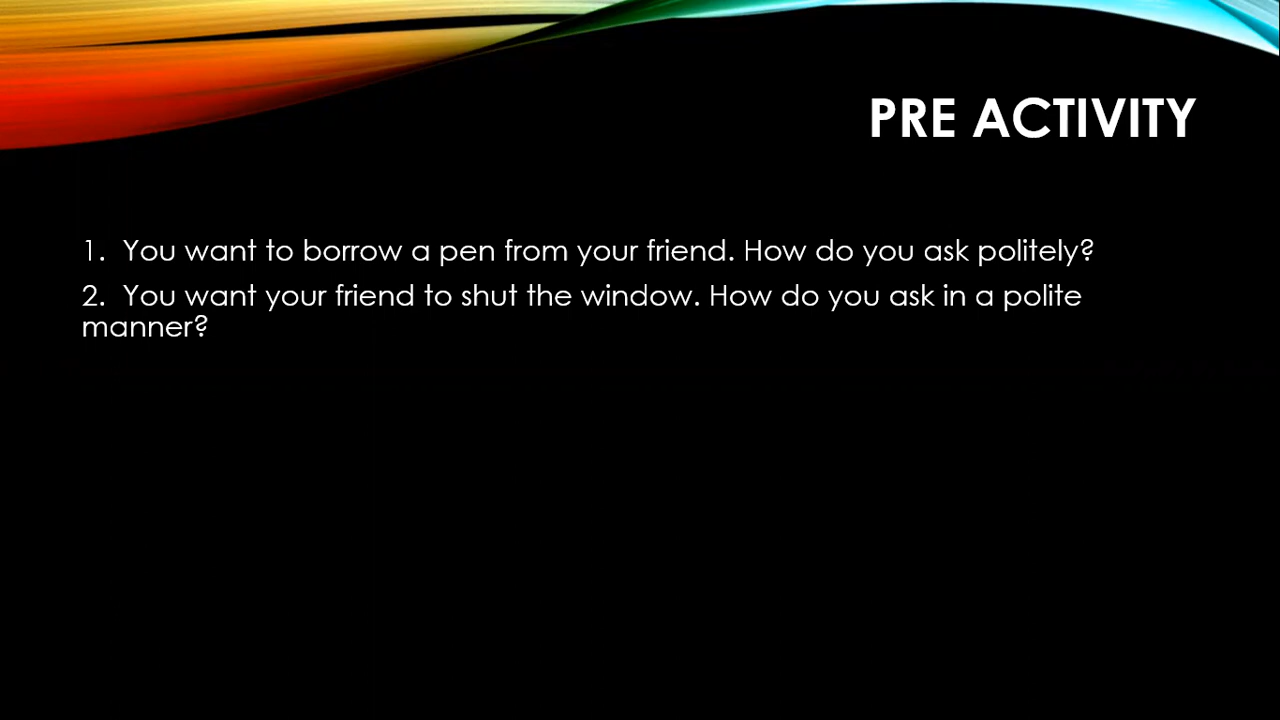 PRE ACTIVITY
1. You want to borrow a pen from your friend. How do you ask politely?
2. You want your friend to shut the window. How do you ask in a polite
manner?